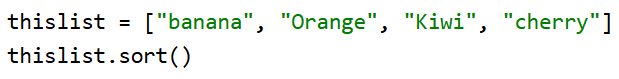 thislist = ["banana", "Orange", "Kiwi", "cherry"]
thislist.sort()